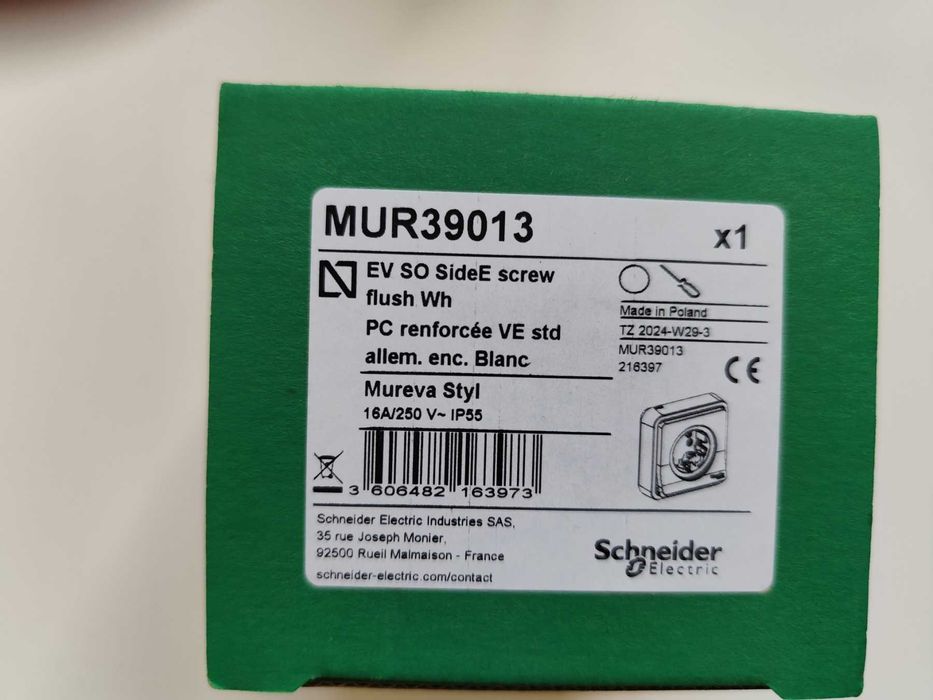 MUR39013
x1
EV SO SideE screw
flush Wh
PC renforcée VE std
allem. enc. Blanc
Mureva Styl
16A/250 V~ IP55
Made in Poland
TZ 2024-W29-3
MUR39013
216397
CE
3 606482 163973
Schneider Electric Industries SAS,
35 rue Joseph Monier,
92500 Rueil Malmaison - France
schneider-electric.com/contact
Schneider
Electric